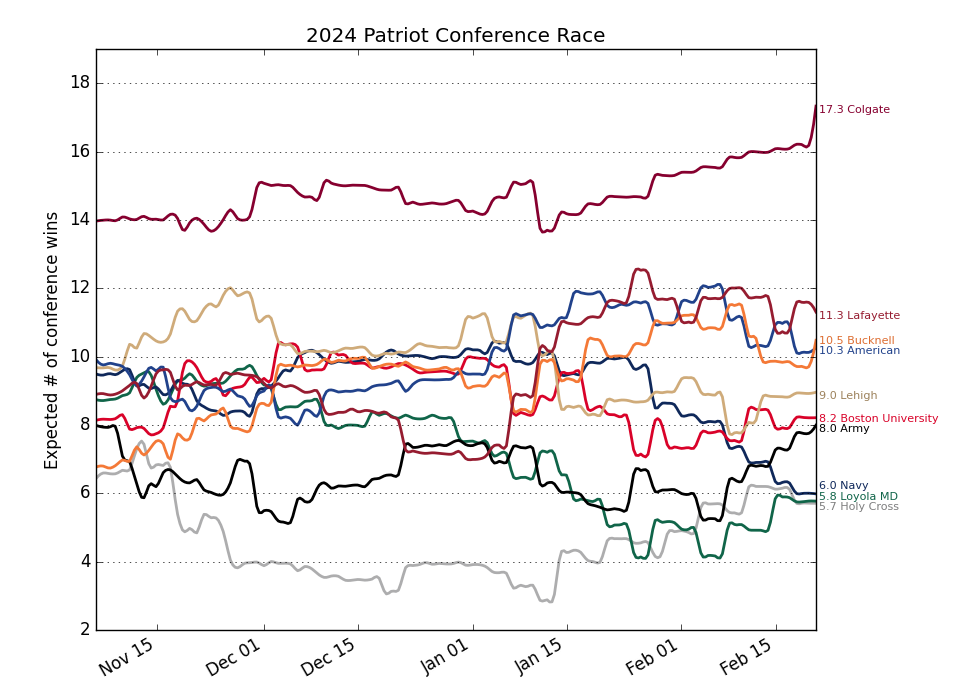 2024 Patriot Conference Race
Expected # of conference wins
18
16
14
12
10
8
6
4
2
17.3 Colgate
11.3 Lafayette
10.5 Bucknell
10.3 American
9.0 Lehigh
8.2 Boston University
8.0 Army
6.0 Navy
5.8 Loyola MD
5.7 Holy Cross
Nov 15
Dec 01
Dec 15
Jan 01
Jan 15
Feb 01
Feb 15